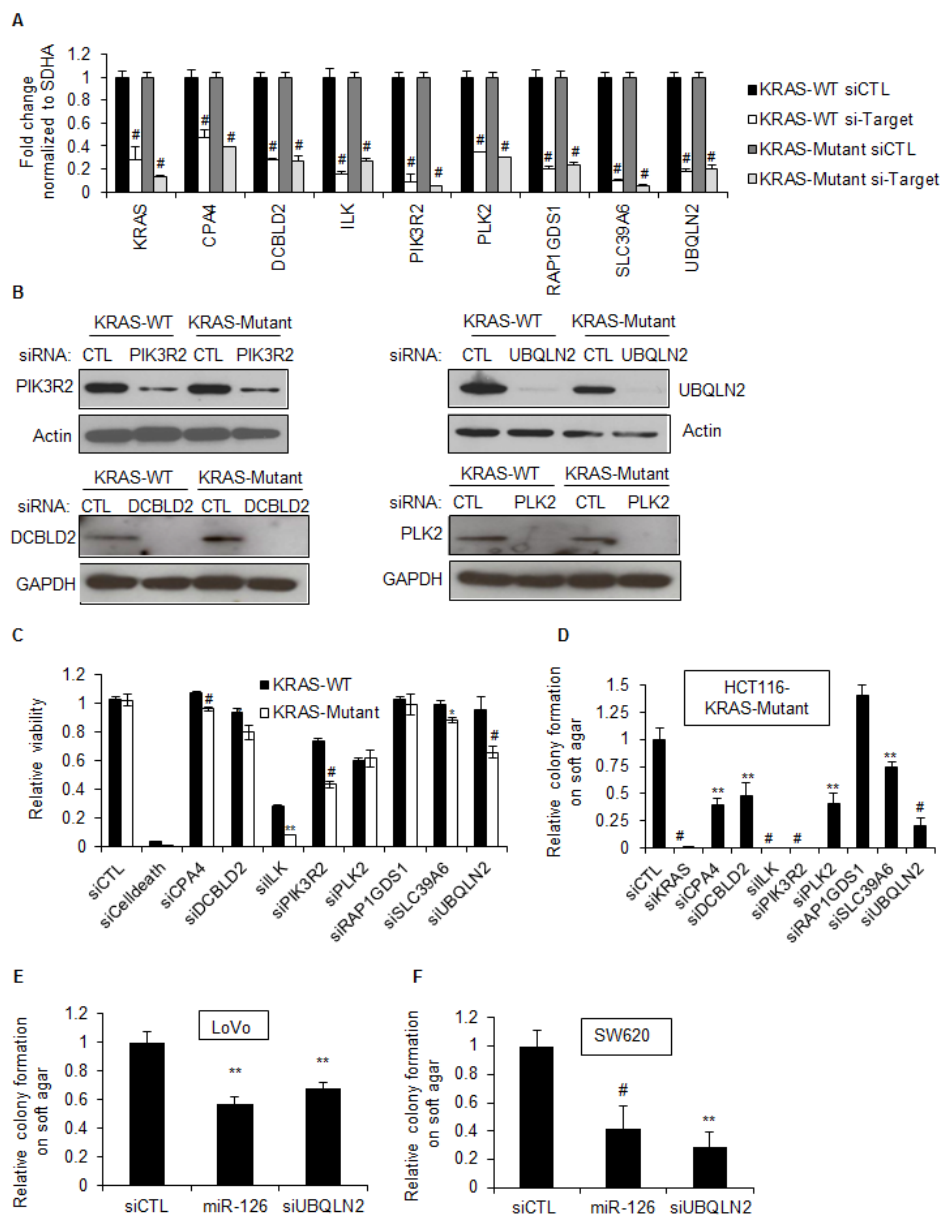 A
Fold change
normalized to SDHA
1.2
1
0.8
0.6
0.4
0.2
0
# # # # # # # # # # # # # # # # # #
KRAS
CPA4
DCBLD2
ILK
PIK3R2
PLK2
RAP1GDS1
SLC39A6
UBQLN2
KRAS-WT siCTL
KRAS-WT si-Target
KRAS-Mutant siCTL
KRAS-Mutant si-Target
B
KRAS-WT KRAS-Mutant
siRNA: CTL PIK3R2 CTL PIK3R2
PIK3R2
Actin
KRAS-WT KRAS-Mutant
siRNA: CTL UBQLN2 CTL UBQLN2
UBQLN2
Actin
KRAS-WT KRAS-Mutant
siRNA: CTL DCBLD2 CTL DCBLD2
DCBLD2
GAPDH
KRAS-WT KRAS-Mutant
siRNA: CTL PLK2 CTL PLK2
PLK2
GAPDH
C
Relative viability
1.2
1
0.8
0.6
0.4
0.2
0
KRAS-WT
KRAS-Mutant
# ** # * #
siCTL
siCelldeath
siCPA4
siDCBLD2
siILK
siPIK3R2
siPLK2
siRAP1GDS1
siSLC39A6
siUBQLN2
D
Relative colony formation
on soft agar
1.5
1.25
1
0.75
0.5
0.25
0
HCT116-
KRAS-Mutant
# ** ** # # ** ** #
siCTL
siKRAS
siCPA4
siDCBLD2
siILK
siPIK3R2
siPLK2
siRAP1GDS1
siSLC39A6
siUBQLN2
E
Relative colony formation
on soft agar
1.2
1
0.8
0.6
0.4
0.2
0
LoVo
** **
siCTL miR-126 siUBQLN2
F
Relative colony formation
on soft agar
1.2
1
0.8
0.6
0.4
0.2
0
SW620
# **
siCTL miR-126 siUBQLN2